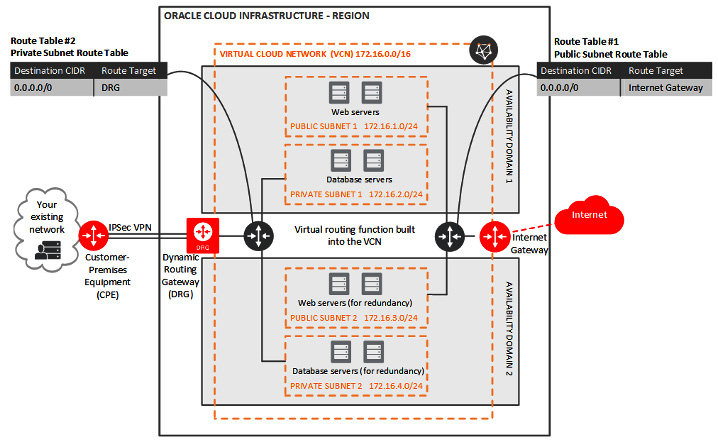 ORACLE CLOUD INFRASTRUCTURE - REGION
Route Table #2
Private Subnet Route Table
Destination CIDR Route Target
0.0.0.0/0 DRG
Route Table #1
Public Subnet Route Table
Destination CIDR Route Target
0.0.0.0/0 Internet Gateway
VIRTUAL CLOUD NETWORK (VCN) 172.16.0.0/16
AVAILABILITY DOMAIN 1
Web servers
PUBLIC SUBNET 1 172.16.1.0/24
Database servers
PRIVATE SUBNET 1 172.16.2.0/24
Your
existing
network
IPSec VPN
Customer-
Premises
Equipment
(CPE)
DRG
Dynamic
Routing
Gateway
(DRG)
Virtual routing function built
into the VCN
Internet
Gateway
Internet
AVAILABILITY DOMAIN 2
Web servers (for redundancy)
PUBLIC SUBNET 2 172.16.3.0/24
Database servers (for redundancy)
PRIVATE SUBNET 2 172.16.4.0/24